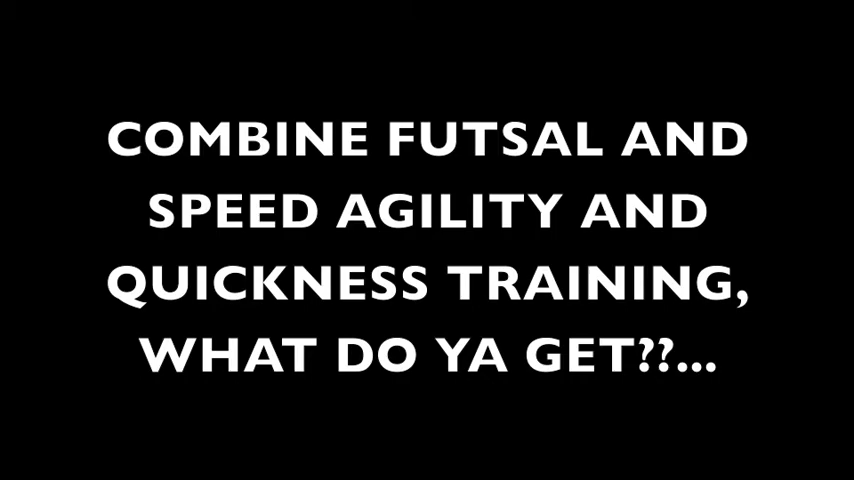 COMBINE FUTSAL AND
SPEED AGILITY AND
QUICKNESS TRAINING,
WHAT DO YA GET??...